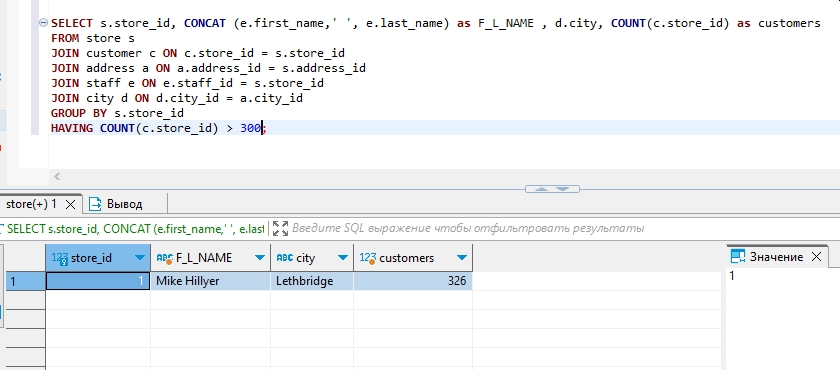 SELECT s.store_id, CONCAT (e.first_name,' ', e.last_name) as F_L_NAME , d.city, COUNT(c.store_id) as customers
FROM store s
JOIN customer c ON c.store_id = s.store_id
JOIN address a ON a.address_id = s.address_id
JOIN staff e ON e.staff_id = s.store_id
JOIN city d ON d.city_id = a.city_id
GROUP BY s.store_id
HAVING COUNT(c.store_id) > 300;
store(+) 1 Вывод
SELECT s.store_id, CONCAT (e.first_name,' ', e.last Введите SQL выражение чтобы отфильтровать результаты
123 store_id ABC F_L_NAME ABC city 123 customers Значение
1 1 Mike Hillyer Lethbridge 326 1